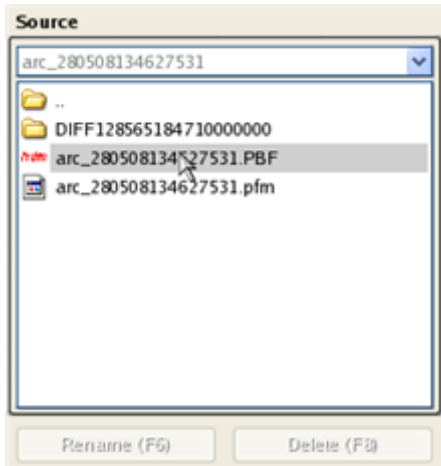 Source
arc_280508134627531
..
DIFF128565184710000000
arc_280508134627531.PBF
arc_280508134627531.pfm
Rename (F6)
Delete (F8)